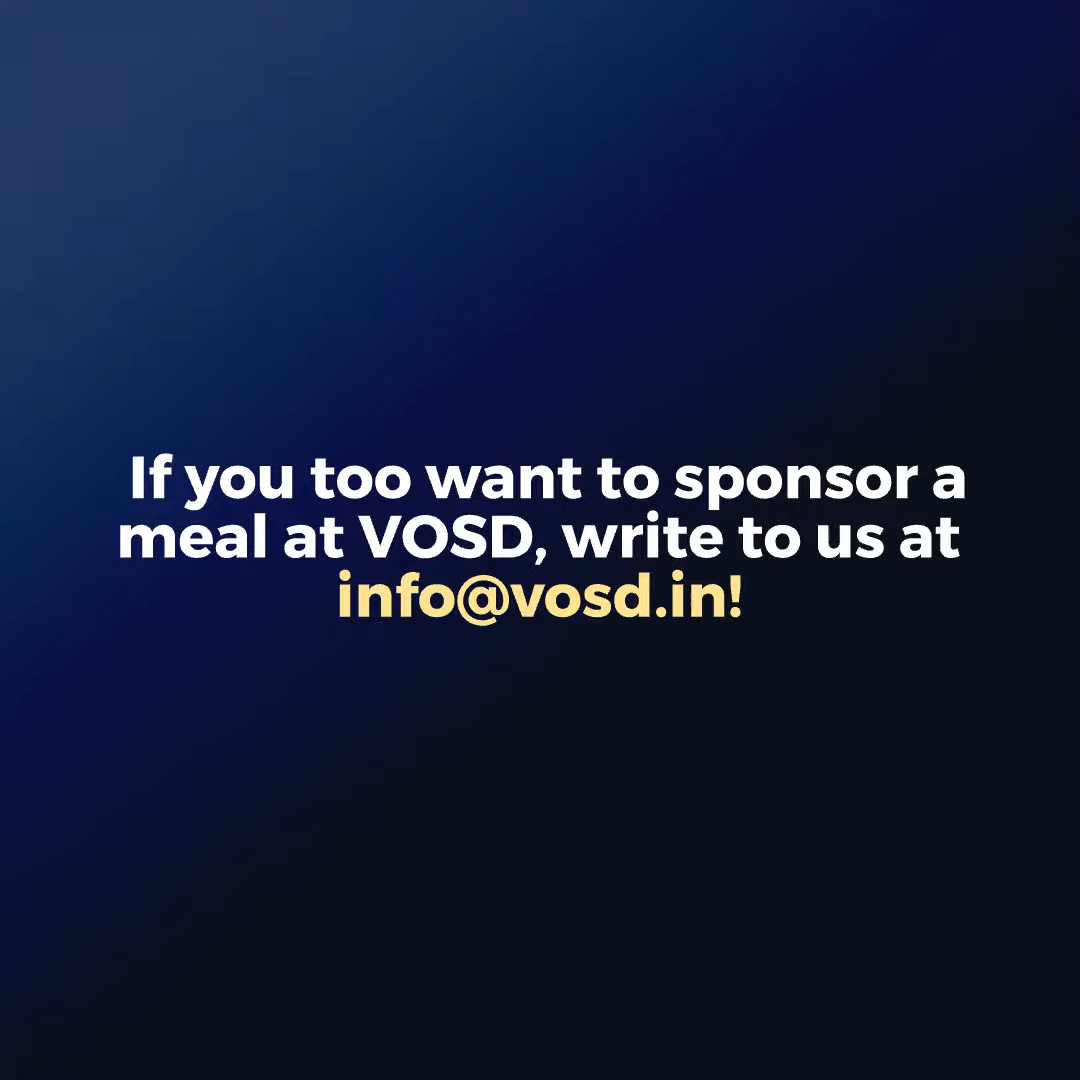 If you too want to sponsor a
meal at VOSD, write to us at
info@vosd.in!